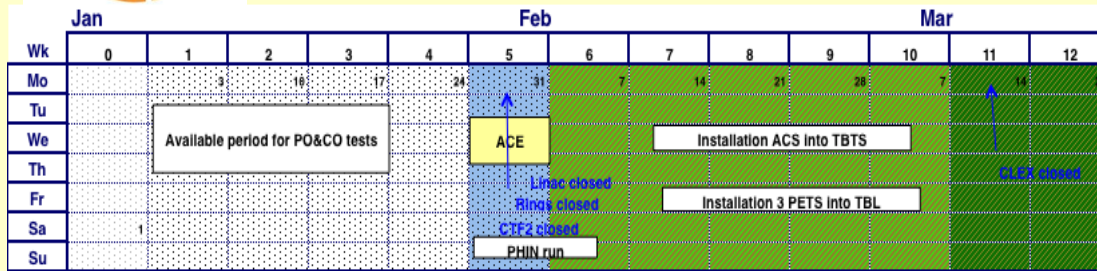 Jan Feb Mar
Wk 0 1 2 3 4 5 6 7 8 9 10 11 12
Mo 3 10 17 24 31 7 14 21 28 7 14
Tu
We Available period for PO&CO tests ACE Installation ACS into TBTS
Th
Linac closed CLEX closed
Fr Rings closed Installation 3 PETS into TBL
Sa 1 CTF2 closed
Su PHIN run